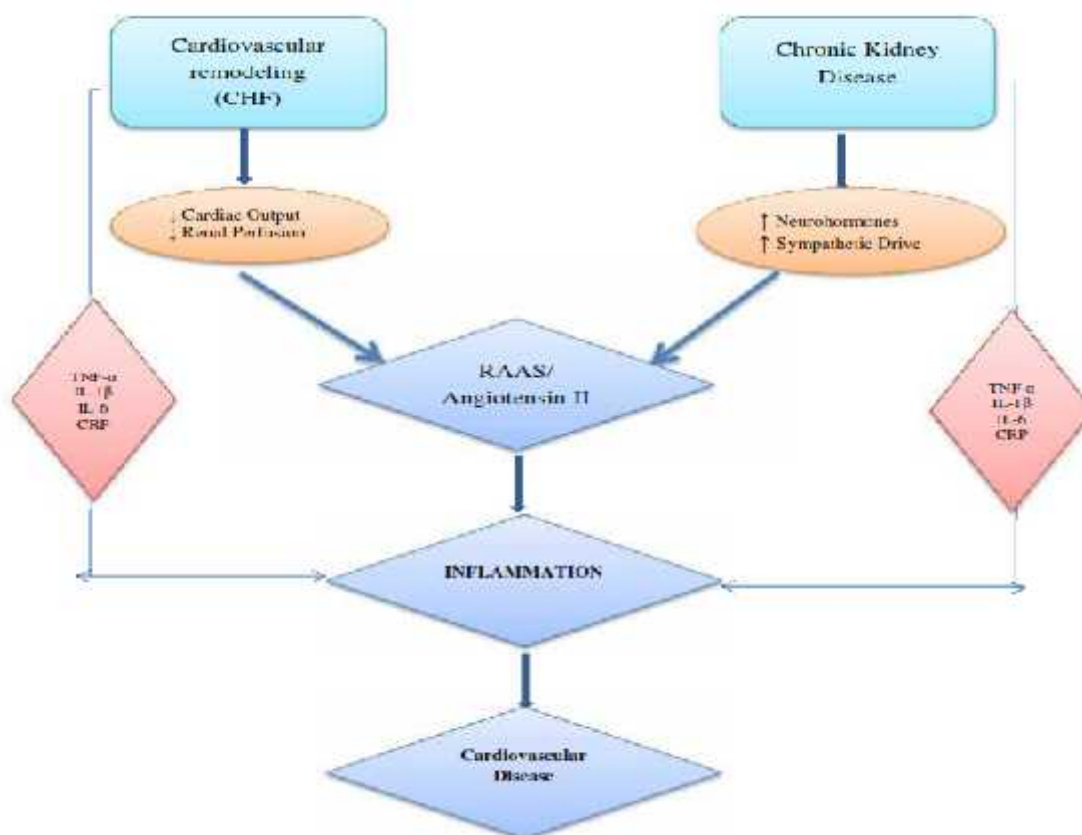 Cardiovascular
remodeling
(CHF)
Chronic Kidney
Disease
↓ Cardiac Output
↓ Renal Perfusion
↑ Neurohormones
↑ Sympathetic Drive
RAAS/
Angiotensin II
TNF-α
IL-1β
IL-6
CRP
TNF-α
IL-1β
IL-6
CRP
INFLAMMATION
Cardiovascular
Disease